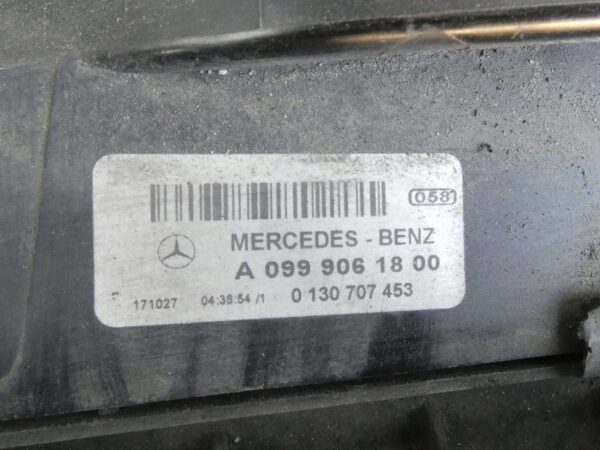 058
MERCEDES - BENZ
A 099 906 18 00
171027 04:38:54 /1 0 130 707 453